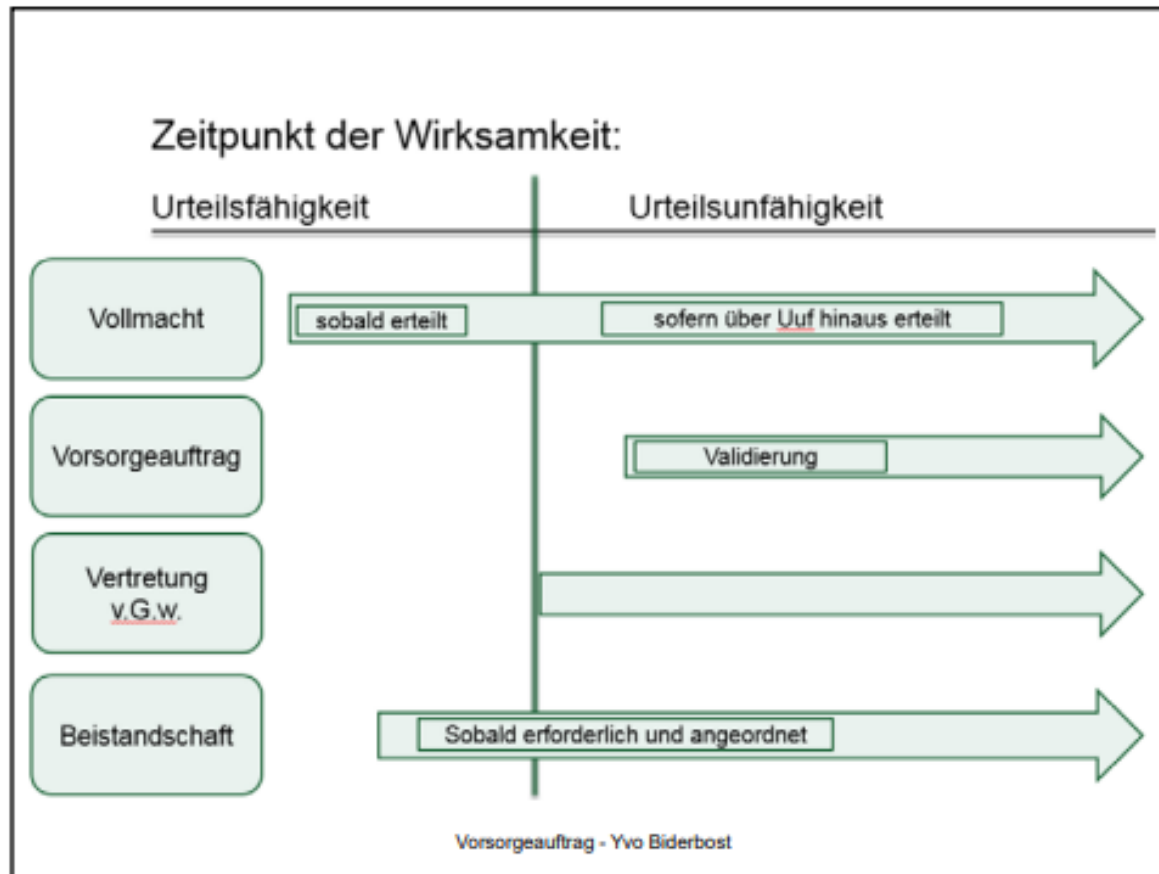 Zeitpunkt der Wirksamkeit:
Urteilsfähigkeit
Urteilsunfähigkeit
Vollmacht
sobald erteilt
sofern über Uuf hinaus erteilt
Vorsorgeauftrag
Validierung
Vertretung
v.G.w.
Beistandschaft
Sobald erforderlich und angeordnet
Vorsorgeauftrag - Yvo Biderbost